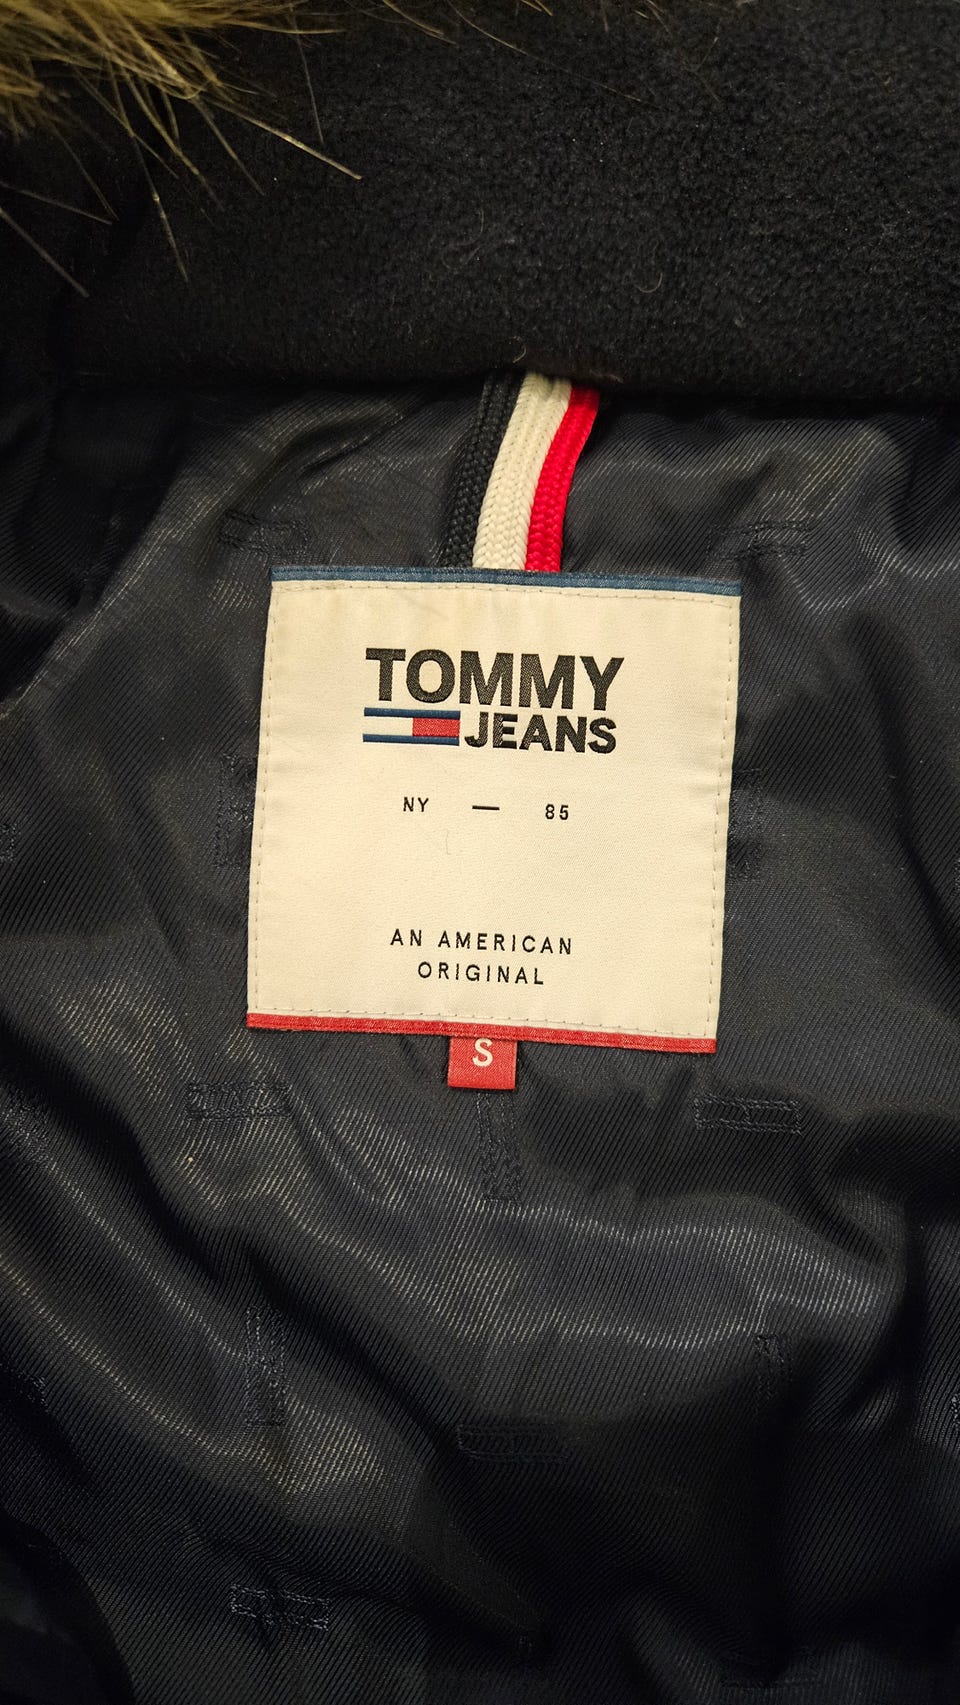 TOMMY
JEANS
NY — 85
AN AMERICAN
ORIGINAL
S